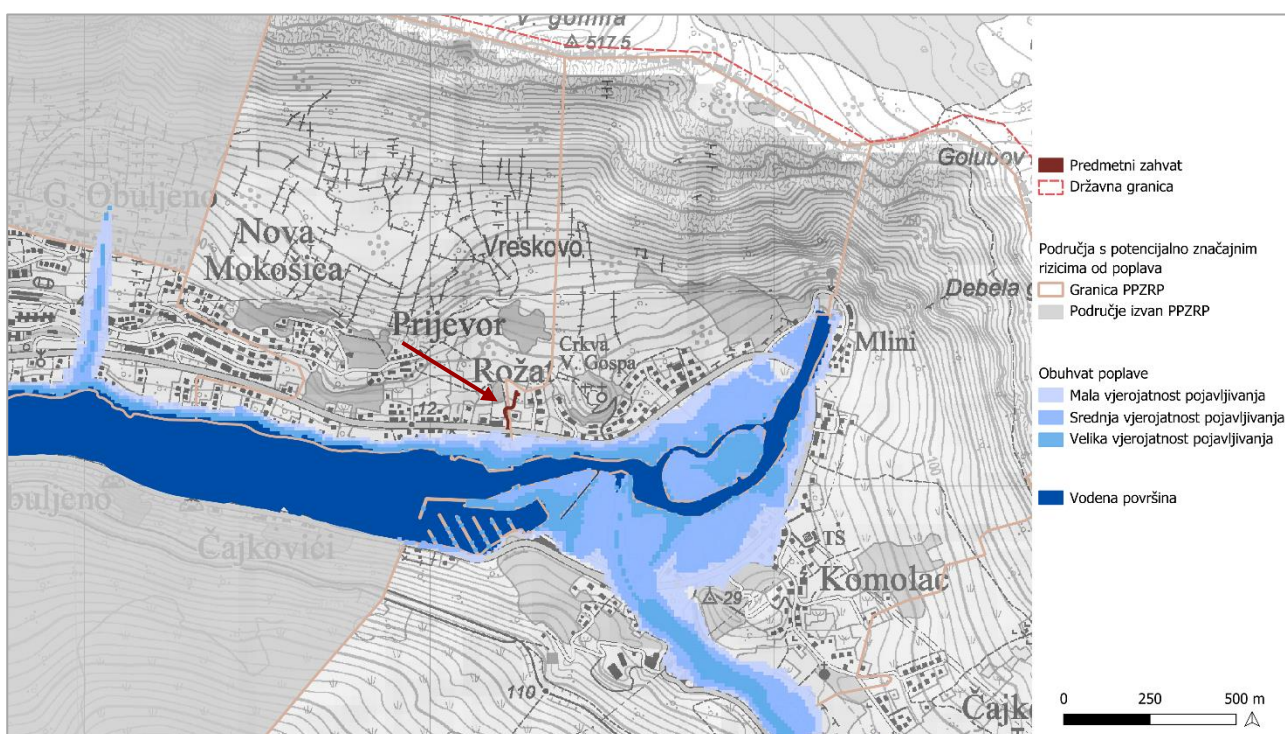 V. gomila
517.5
Golubov
G. Obuljeno
Nova
Mokošica
Vreskovo
250
Debela g
Prijevor
Crkva
V. Gospa
Rožat
Mlini
12
buljeno
Čajkovići
TS
Komolac
29
100
110
Čajk
Predmetni zahvat
Državna granica
Područja s potencijalno značajnim
rizicima od poplava
Granica PPZRP
Područje izvan PPZRP
Obuhvat poplave
Mala vjerojatnost pojavljivanja
Srednja vjerojatnost pojavljivanja
Velika vjerojatnost pojavljivanja
Vodena površina
0 250 500 m